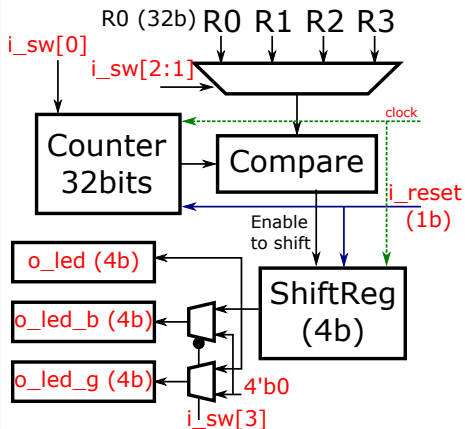 R0 (32b) R0 R1 R2 R3
i_sw[0]
i_sw[2:1]
clock
Counter
32bits
Compare
i_reset
(1b)
Enable
to shift
o_led (4b)
ShiftReg
(4b)
o_led_b (4b)
o_led_g (4b)
4'b0
i_sw[3]